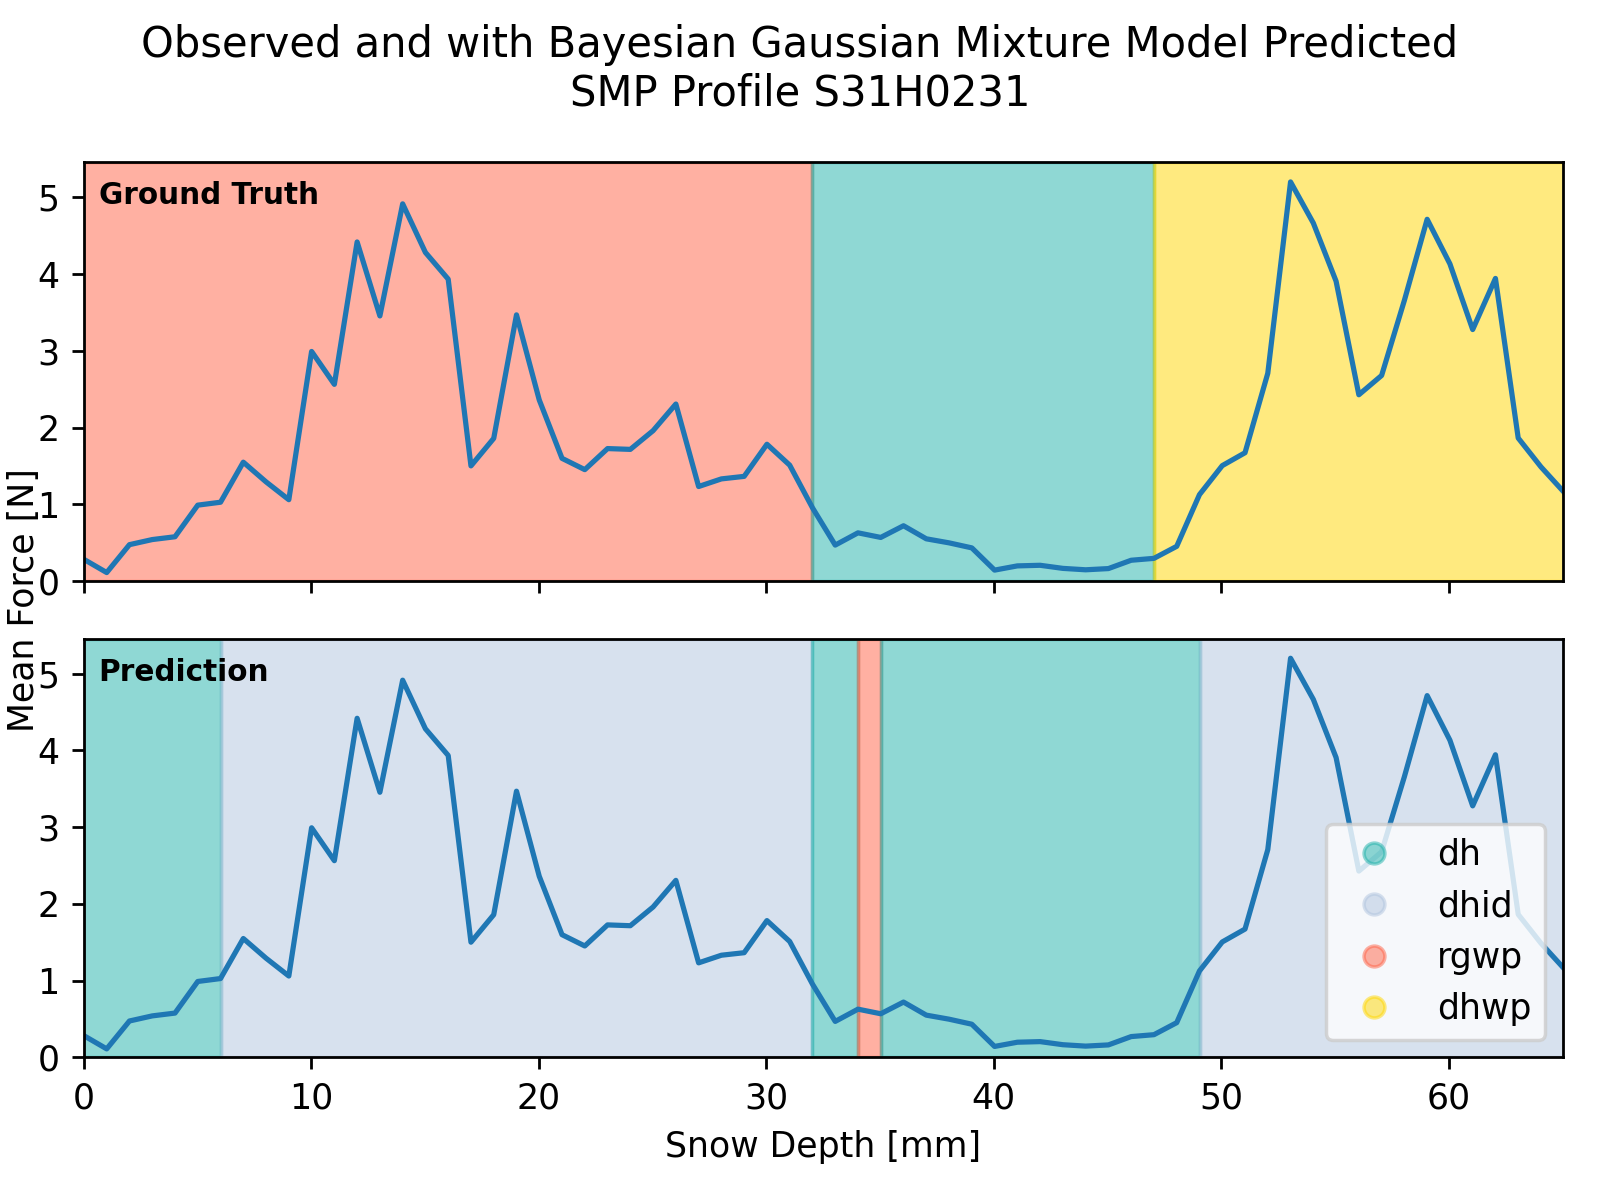 Observed and with Bayesian Gaussian Mixture Model Predicted
SMP Profile S31H0231
Ground Truth
5
4
3
2
1
0
Mean Force [N]
Prediction
5
4
3
2
1
0
dh
dhid
rgwp
dhwp
0 10 20 30 40 50 60
Snow Depth [mm]